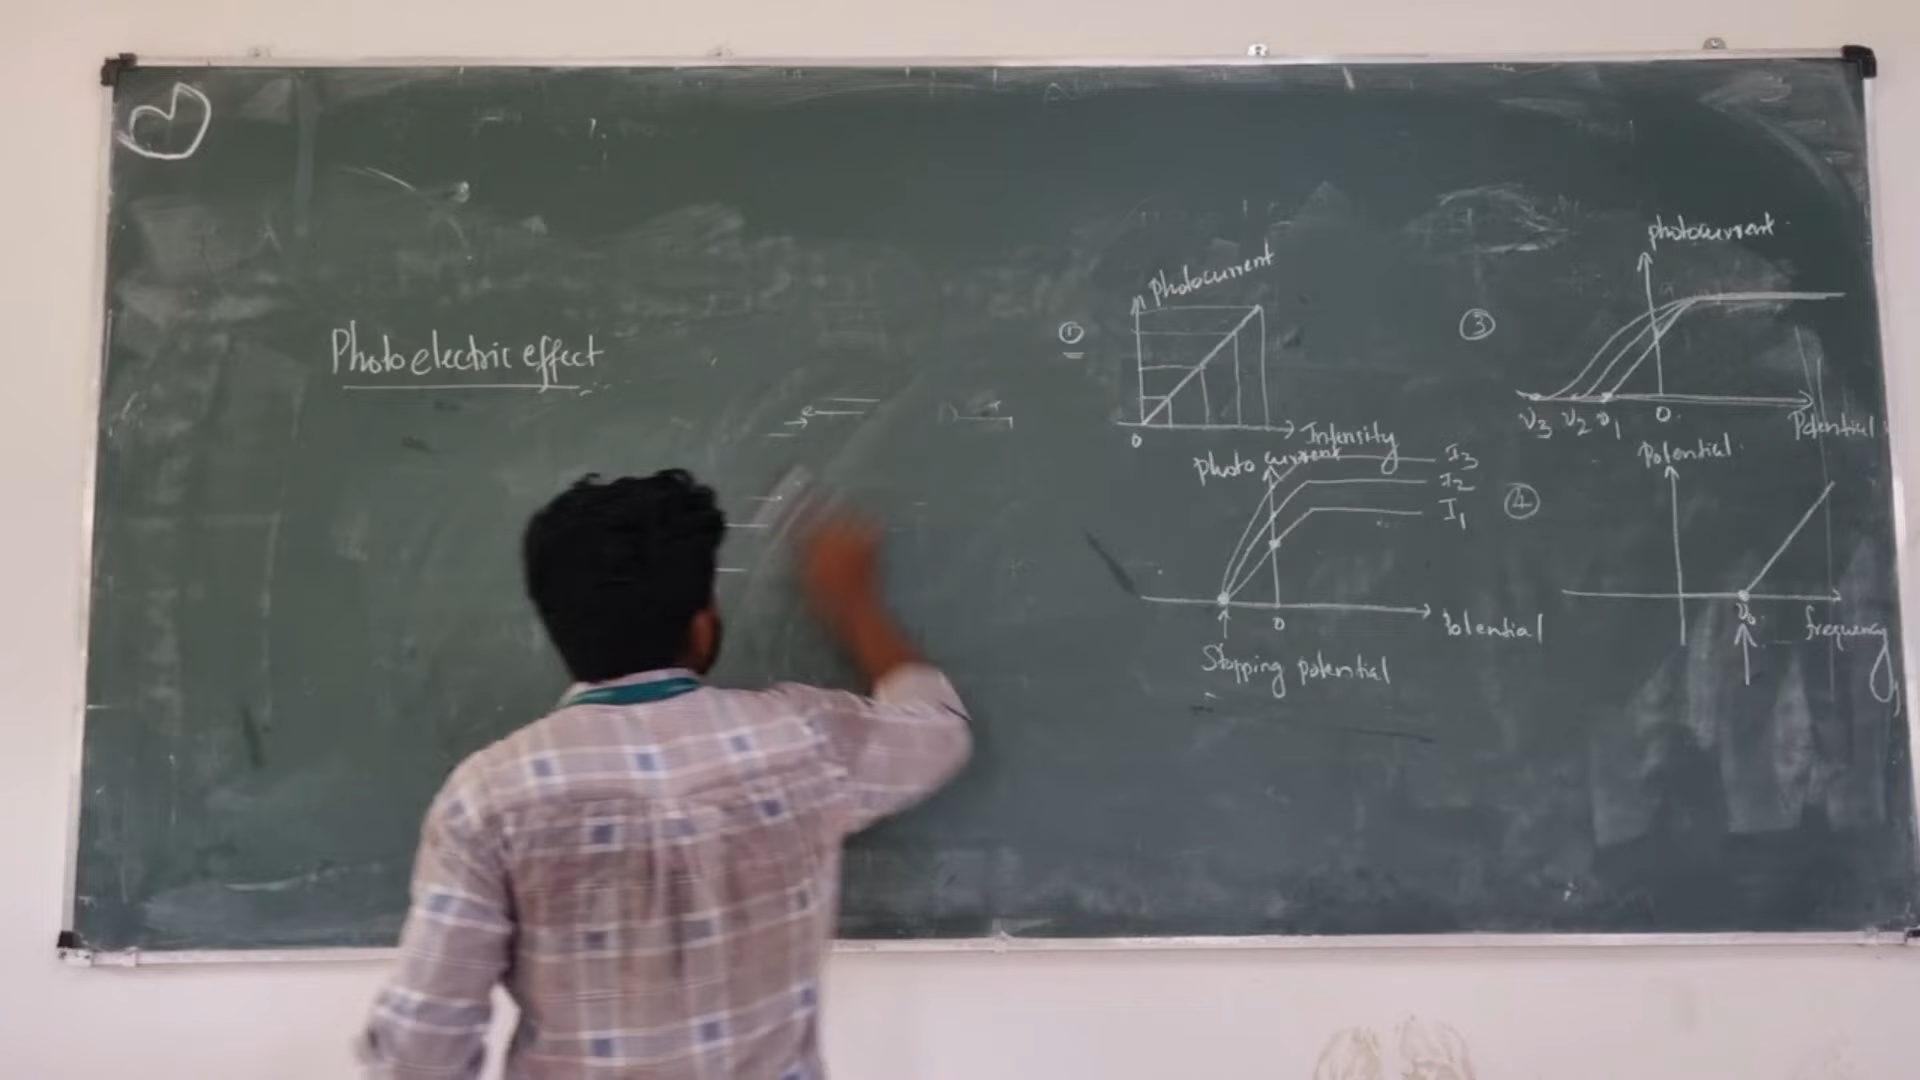 Photoelectric effect
①
photocurrent
0
Intensity
photo current
I3
I2
I1
0
Potential
Stopping potential
③
photocurrent
ν3 ν2 ν1 0
Potential
④
Potential
ν0
frequency